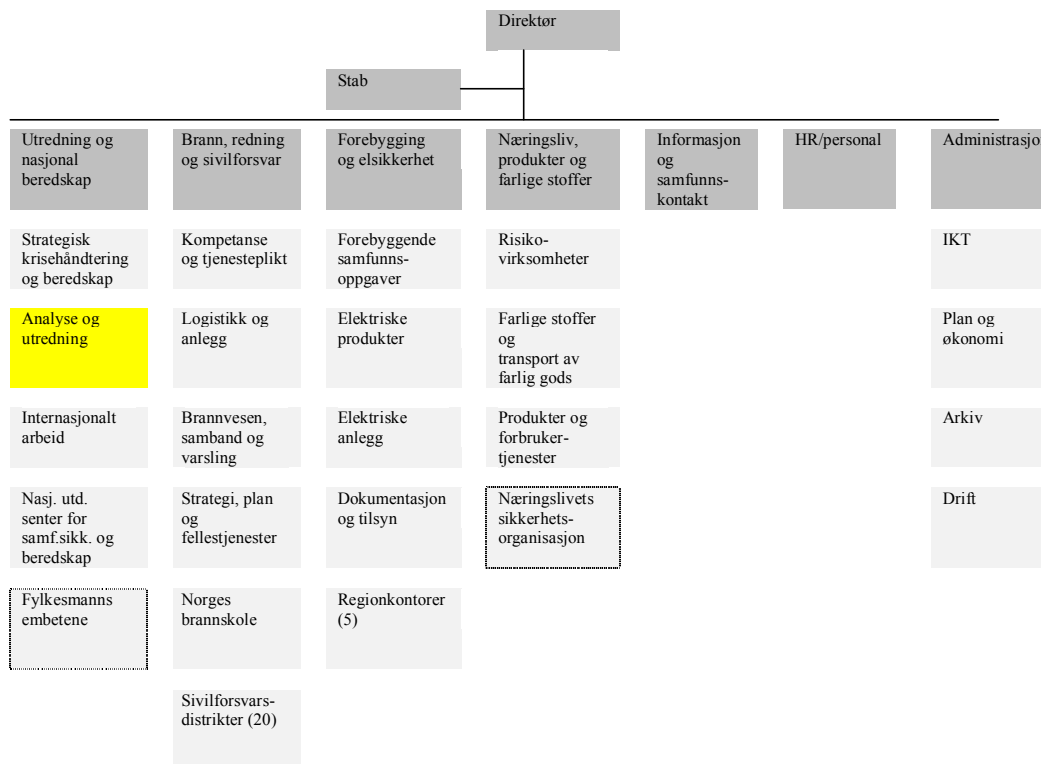 Direktør
Stab
Utredning og
nasjonal
beredskap
Brann, redning
og sivilforsvar
Forebygging
og elsikkerhet
Næringsliv,
produkter og
farlige stoffer
Informasjon
og
samfunns-
kontakt
HR/personal
Administrasjo
Strategisk
krisehåndtering
og beredskap
Kompetanse
og tjenesteplikt
Forebyggende
samfunns-
oppgaver
Risiko-
virksomheter
IKT
Analyse og
utredning
Logistikk og
anlegg
Elektriske
produkter
Farlige stoffer
og
transport av
farlig gods
Plan og
økonomi
Internasjonalt
arbeid
Brannvesen,
samband og
varsling
Elektriske
anlegg
Produkter og
forbruker-
tjenester
Arkiv
Nasj. utd.
senter for
samf.sikk. og
beredskap
Strategi, plan
og
fellestjenester
Dokumentasjon
og tilsyn
Næringslivets
sikkerhets-
organisasjon
Drift
Fylkesmanns
embetene
Norges
brannskole
Regionkontorer
(5)
Sivilforsvars-
distrikter (20)